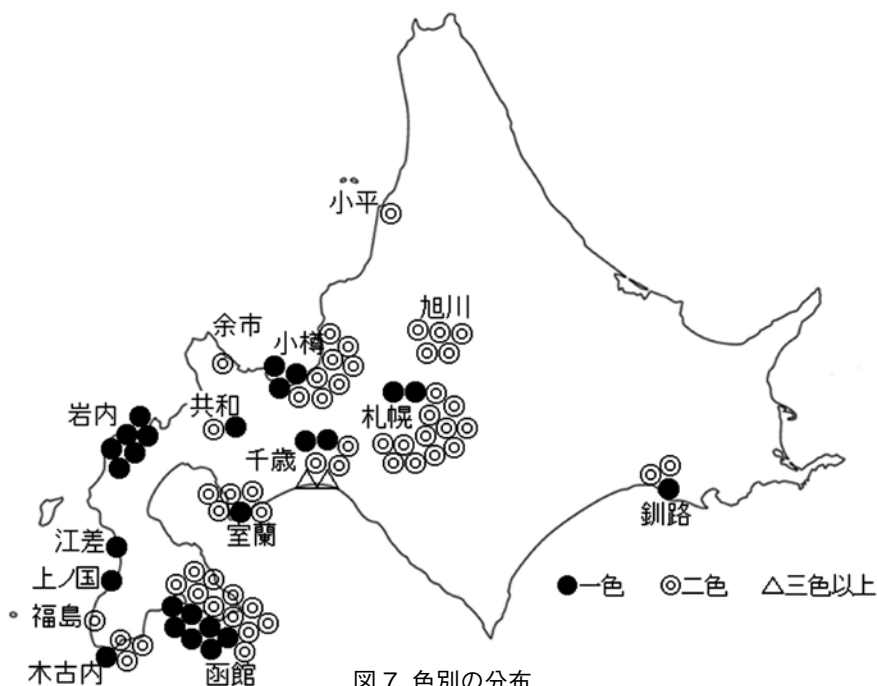 小平
旭川
余市
小樽
共和
岩内
札幌
千歳
室蘭
釧路
江差
上ノ国
福島
木古内
函館
●一色 ◎二色 △三色以上
図7 色別の分布